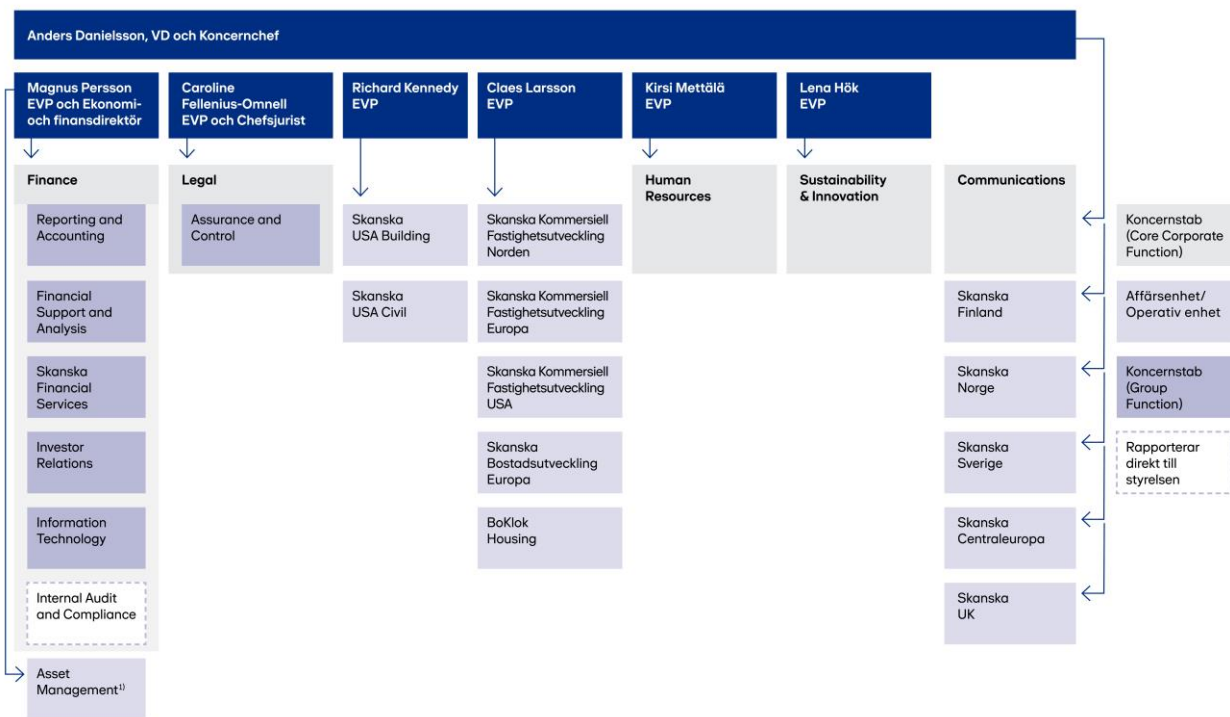 Anders Danielsson, VD och Koncernchef
Magnus Persson
EVP och Ekonomi-
och finansdirektör
Caroline
Fellenius-Omnell
EVP och Chefsjurist
Richard Kennedy
EVP
Claes Larsson
EVP
Kirsi Mettälä
EVP
Lena Hök
EVP
Finance
Reporting and
Accounting
Financial
Support and
Analysis
Skanska
Financial
Services
Investor
Relations
Information
Technology
Internal Audit
and Compliance
Asset
Management¹⁾
Legal
Assurance and
Control
Skanska
USA Building
Skanska
USA Civil
Skanska Kommersiell
Fastighetsutveckling
Norden
Skanska Kommersiell
Fastighetsutveckling
Europa
Skanska Kommersiell
Fastighetsutveckling
USA
Skanska
Bostadsutveckling
Europa
BoKlok
Housing
Human
Resources
Sustainability
& Innovation
Communications
Skanska
Finland
Skanska
Norge
Skanska
Sverige
Skanska
Centraleuropa
Skanska
UK
Koncernstab
(Core Corporate
Function)
Affärsenhet/
Operativ enhet
Koncernstab
(Group
Function)
Rapporterar
direkt till
styrelsen